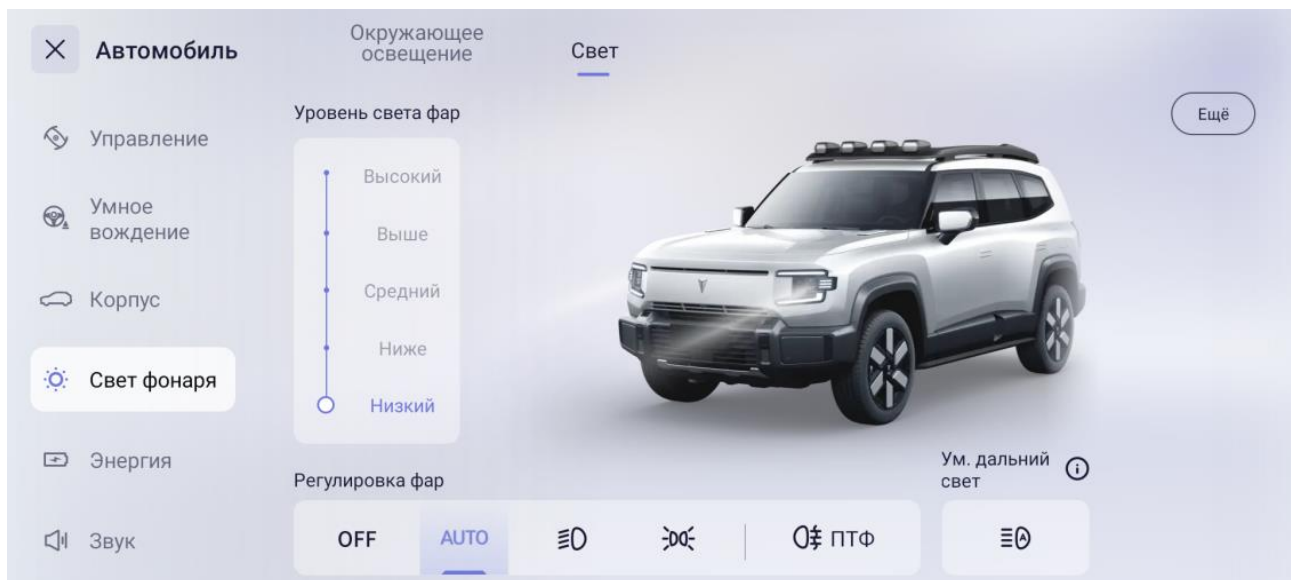 Автомобиль
Окружающее
освещение
Свет
Управление
Умное
вождение
Корпус
Свет фонаря
Энергия
Звук
Уровень света фар
Высокий
Выше
Средний
Ниже
Низкий
Ещё
Регулировка фар
OFF
AUTO
ПТФ
Ум. дальний
свет